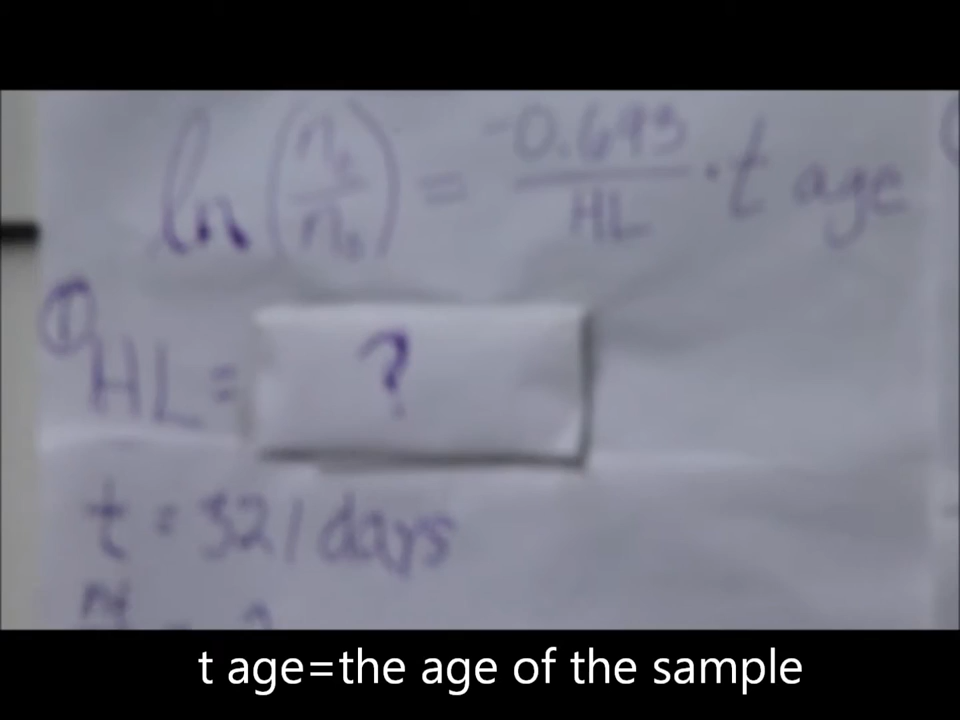 ln (nt/n0) = -0.693/HL · t age
① HL = ?
t = 321 days
t age=the age of the sample